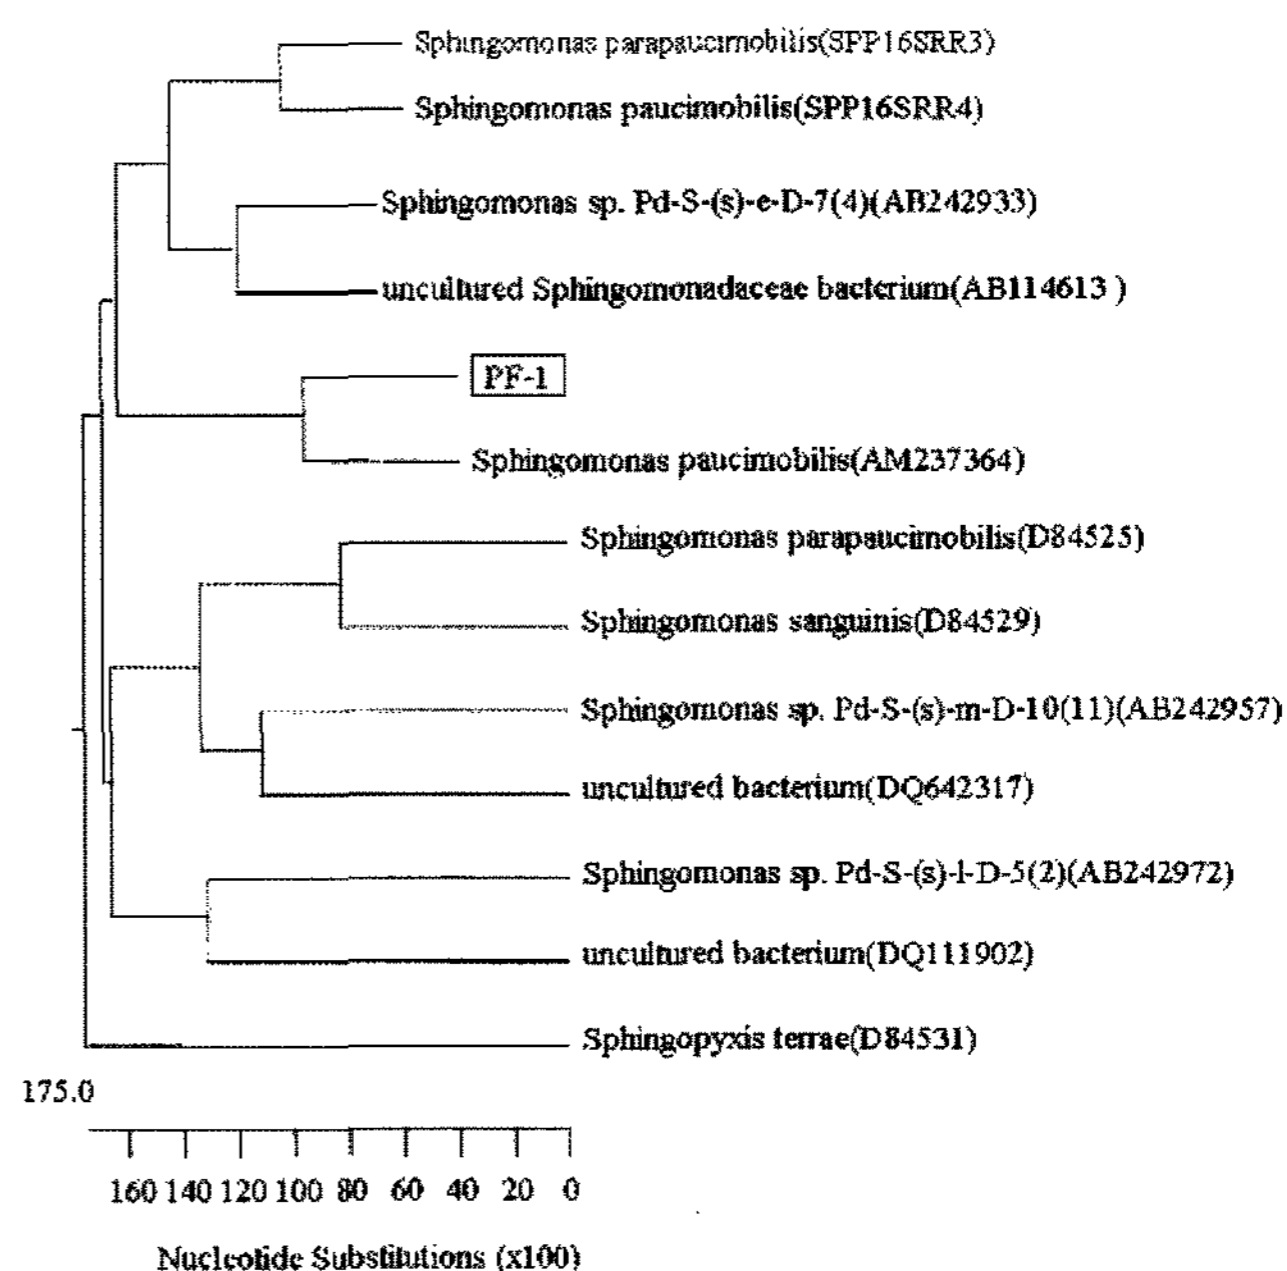 Sphingomonas parapaucimobilis(SPP16SRR3)
Sphingomonas paucimobilis(SPP16SRR4)
Sphingomonas sp. Pd-S-(s)-e-D-7(4)(AB242933)
uncultured Sphingomonadaceae bacterium(AB114613 )
PF-1
Sphingomonas paucimobilis(AM237364)
Sphingomonas parapaucimobilis(D84525)
Sphingomonas sanguinis(D84529)
Sphingomonas sp. Pd-S-(s)-m-D-10(11)(AB242957)
uncultured bacterium(DQ642317)
Sphingomonas sp. Pd-S-(s)-l-D-5(2)(AB242972)
uncultured bacterium(DQ111902)
Sphingopyxis terrae(D84531)
175.0
160 140 120 100 80 60 40 20 0
Nucleotide Substitutions (x100)